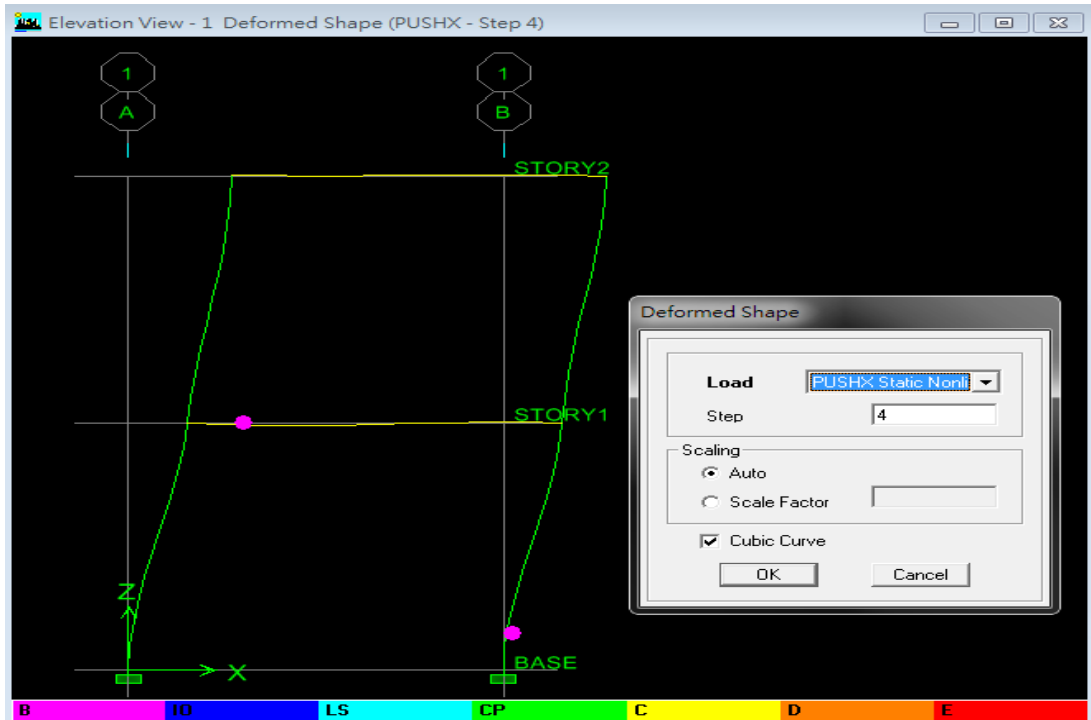 Elevation View - 1 Deformed Shape (PUSHX - Step 4)
1 1
A B
STORY2
STORY1
BASE
Z
X
Deformed Shape
Load PUSHX Static Nonli
Step 4
Scaling
Auto
Scale Factor
Cubic Curve
OK Cancel
B IO LS CP C D E